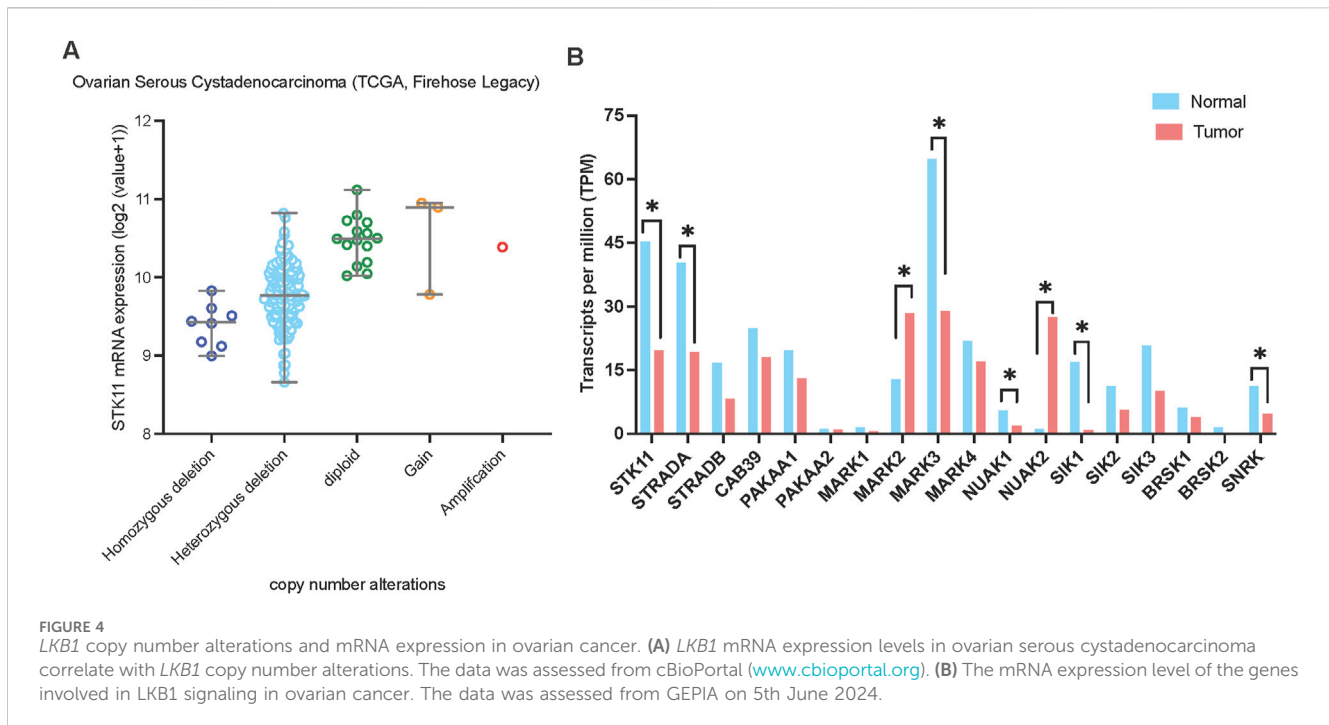 A
Ovarian Serous Cystadenocarcinoma (TCGA, Firehose Legacy)
STK11 mRNA expression (log2 (value+1))
12
11
10
9
8
Homozygous deletion
Heterozygous deletion
diploid
Gain
Amplifcation
copy number alterations
B
Normal
Tumor
Transcripts per million (TPM)
75
60
45
30
15
0
*
*
*
*
*
*
*
*
STK11
STRADA
STRADB
CAB39
PAKAA1
PAKAA2
MARK1
MARK2
MARK3
MARK4
NUAK1
NUAK2
SIK1
SIK2
SIK3
BRSK1
BRSK2
SNRK
FIGURE 4
LKB1 copy number alterations and mRNA expression in ovarian cancer. (A) LKB1 mRNA expression levels in ovarian serous cystadenocarcinoma
correlate with LKB1 copy number alterations. The data was assessed from cBioPortal (www.cbioportal.org). (B) The mRNA expression level of the genes
involved in LKB1 signaling in ovarian cancer. The data was assessed from GEPIA on 5th June 2024.